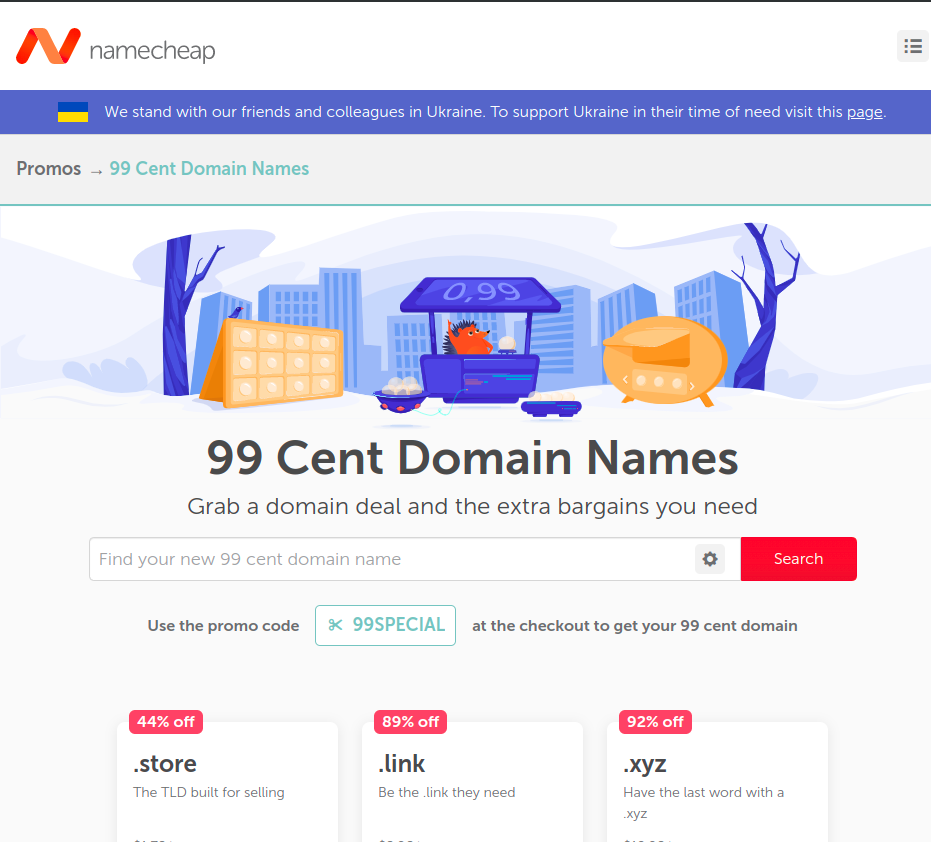 namecheap
We stand with our friends and colleagues in Ukraine. To support Ukraine in their time of need visit this page.
Promos → 99 Cent Domain Names
0,99
99 Cent Domain Names
Grab a domain deal and the extra bargains you need
Find your new 99 cent domain name
Search
Use the promo code 99SPECIAL at the checkout to get your 99 cent domain
44% off
.store
The TLD built for selling
89% off
.link
Be the .link they need
92% off
.xyz
Have the last word with a
.xyz